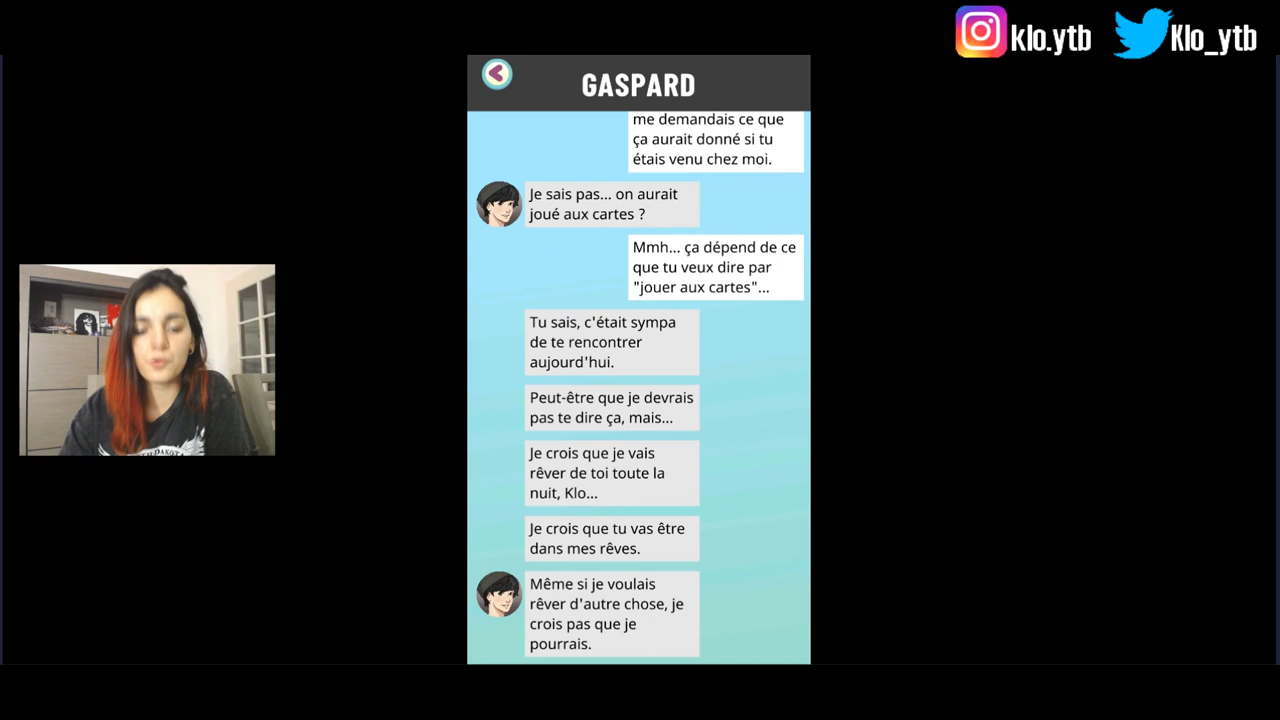 klo.ytb
Klo_ytb
GASPARD
me demandais ce que
ça aurait donné si tu
étais venu chez moi.
Je sais pas... on aurait
joué aux cartes ?
Mmh... ça dépend de ce
que tu veux dire par
"jouer aux cartes"...
Tu sais, c'était sympa
de te rencontrer
aujourd'hui.
Peut-être que je devrais
pas te dire ça, mais...
Je crois que je vais
rêver de toi toute la
nuit, Klo...
Je crois que tu vas être
dans mes rêves.
Même si je voulais
rêver d'autre chose, je
crois pas que je
pourrais.